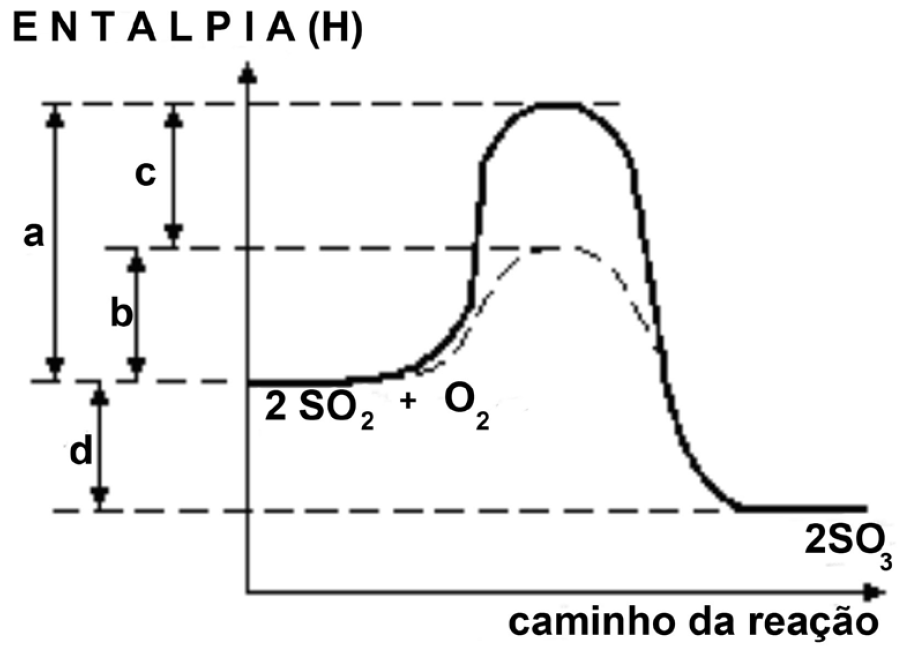 E N T A L P I A (H)
c
a
b
2 SO₂ + O₂
d
2SO₃
caminho da reação